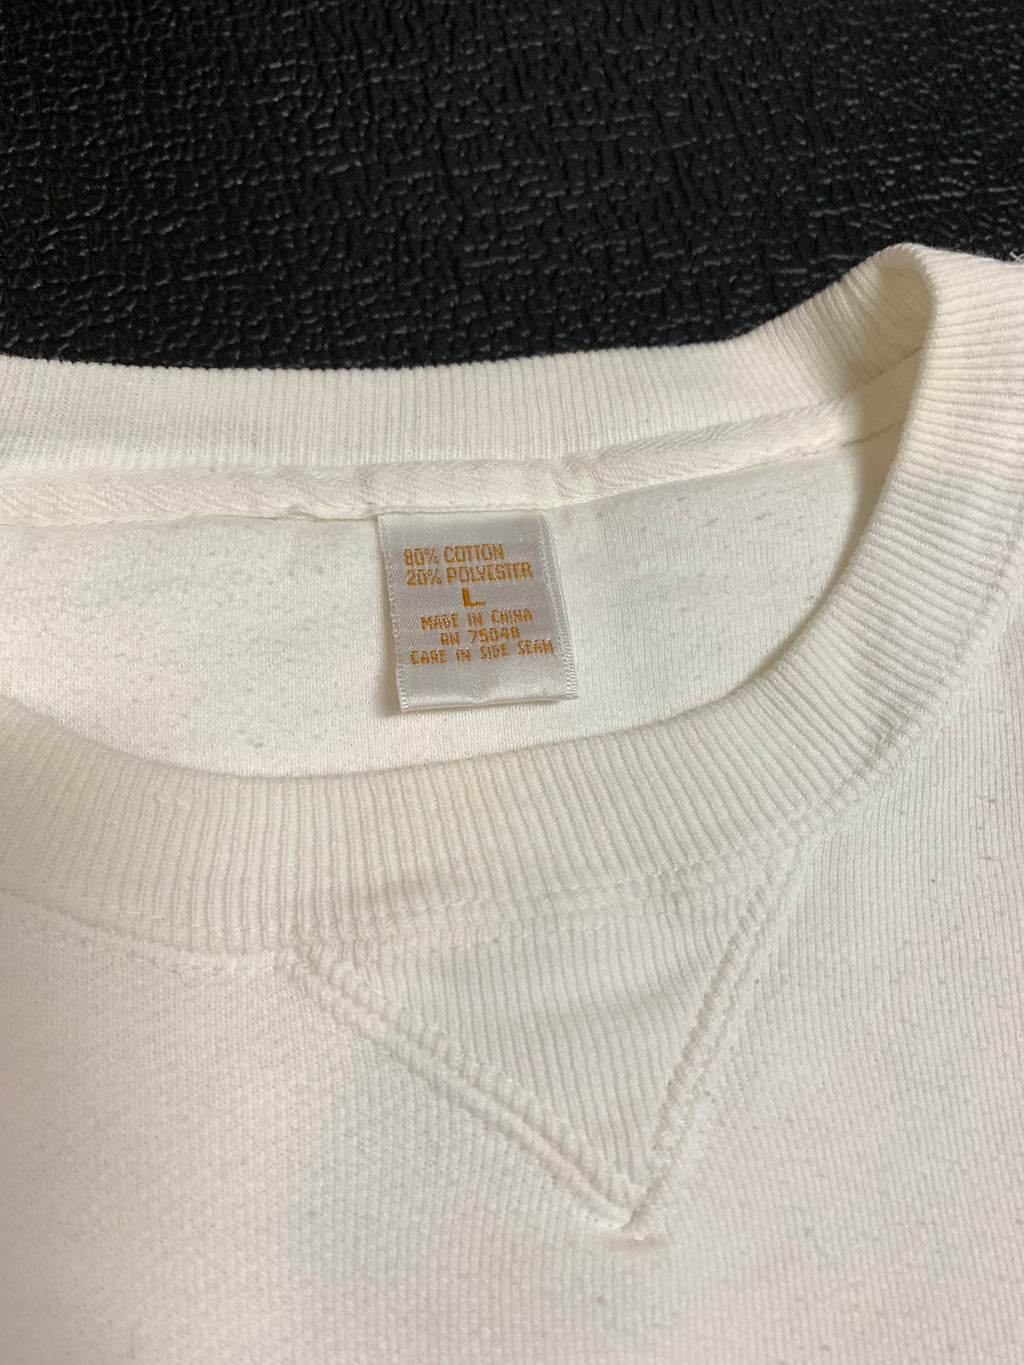 80% COTTON
20% POLYESTER
L
MADE IN CHINA
RN 75048
CARE IN SIDE SEAM